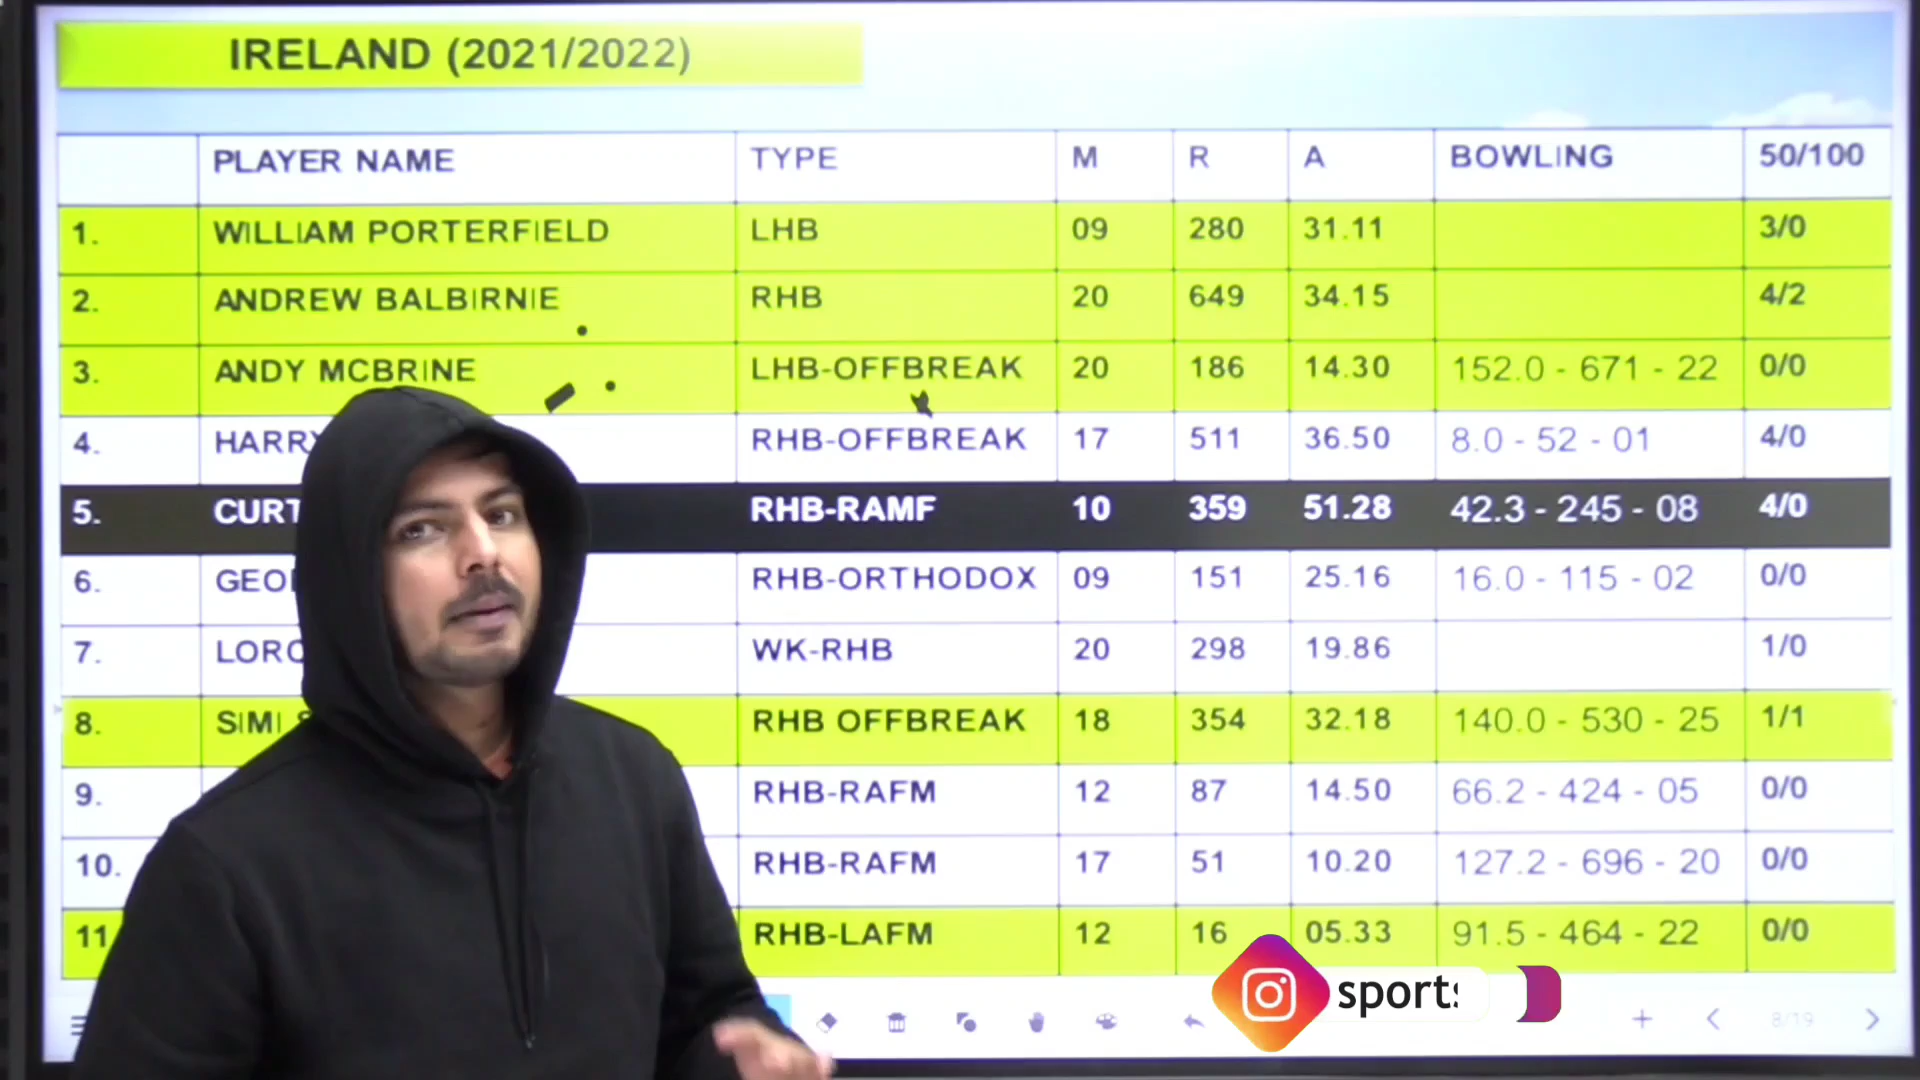 IRELAND (2021/2022)
PLAYER NAME TYPE M R A BOWLING 50/100
1. WILLIAM PORTERFIELD LHB 09 280 31.11 3/0
2. ANDREW BALBIRNIE RHB 20 649 34.15 4/2
3. ANDY MCBRINE LHB-OFFBREAK 20 186 14.30 152.0 - 671 - 22 0/0
4. HARRY RHB-OFFBREAK 17 511 36.50 8.0 - 52 - 01 4/0
5. CURT RHB-RAMF 10 359 51.28 42.3 - 245 - 08 4/0
6. GEO RHB-ORTHODOX 09 151 25.16 16.0 - 115 - 02 0/0
7. LORC WK-RHB 20 298 19.86 1/0
8. SIMI RHB OFFBREAK 18 354 32.18 140.0 - 530 - 25 1/1
9. RHB-RAFM 12 87 14.50 66.2 - 424 - 05 0/0
10. RHB-RAFM 17 51 10.20 127.2 - 696 - 20 0/0
11 RHB-LAFM 12 16 05.33 91.5 - 464 - 22 0/0
sports
8/19